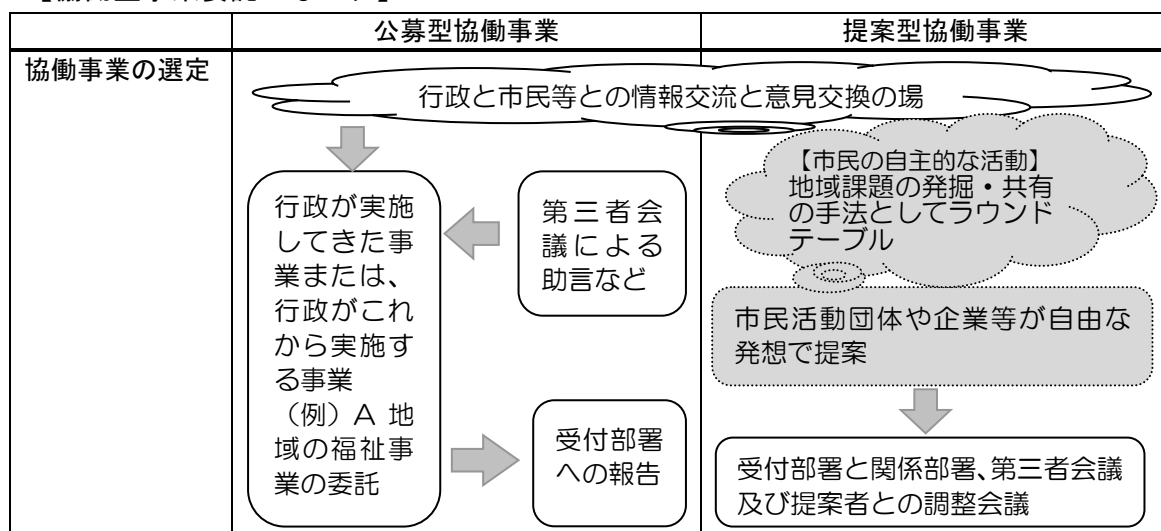 公募型協働事業
提案型協働事業
協働事業の選定
行政と市民等との情報交流と意見交換の場
行政が実施
してきた事
業または、
行政がこれ
から実施す
る事業
（例）A 地
域の福祉事
業の委託
第三者会
議による
助言など
受付部署
への報告
【市民の自主的な活動】
地域課題の発掘・共有
の手法としてラウンド
テーブル
市民活動団体や企業等が自由な
発想で提案
受付部署と関係部署、第三者会議
及び提案者との調整会議